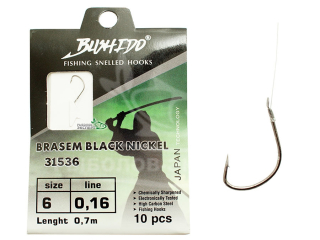 BUSHIDO®
FISHING SNELLED HOOKS
BRASEM BLACK NICKEL
31536
size line
6 0,16
Lenght 0,7m
Chemically Sharpened
Electronically Tested
High Carbon Steel
Fishing Hooks
10 pcs
JAPAN
TECHNOLOGY